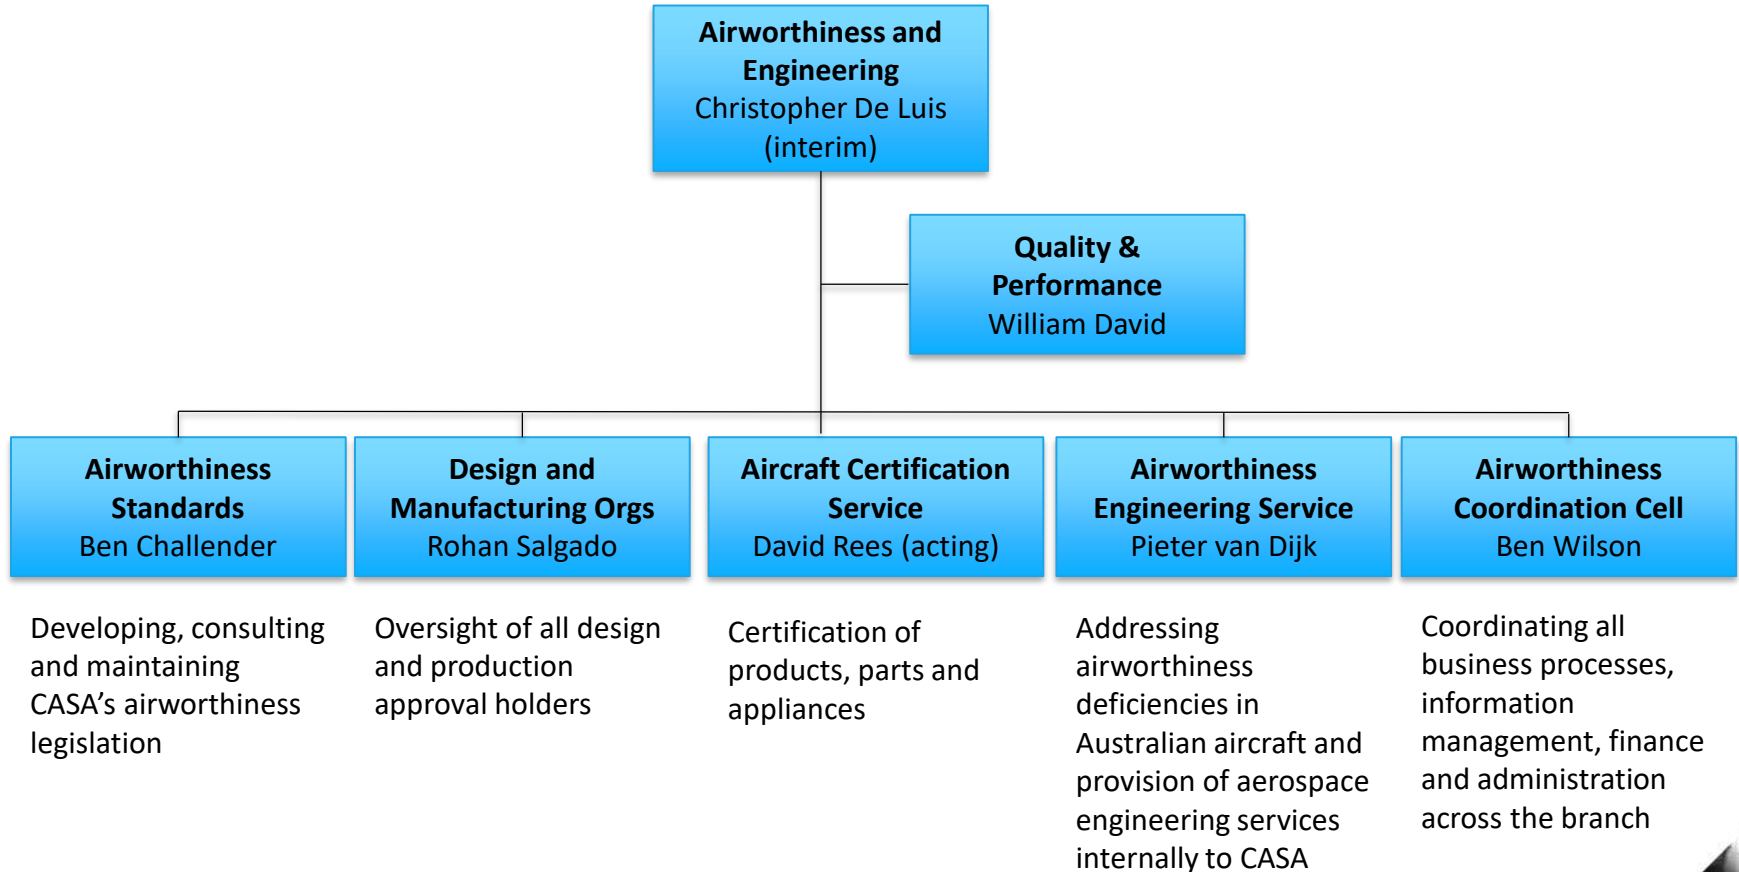 Airworthiness and
Engineering
Christopher De Luis
(interim)
Quality &
Performance
William David
Airworthiness
Standards
Ben Challender
Design and
Manufacturing Orgs
Rohan Salgado
Aircraft Certification
Service
David Rees (acting)
Airworthiness
Engineering Service
Pieter van Dijk
Airworthiness
Coordination Cell
Ben Wilson
Developing, consulting
and maintaining
CASA’s airworthiness
legislation
Oversight of all design
and production
approval holders
Certification of
products, parts and
appliances
Addressing
airworthiness
deficiencies in
Australian aircraft and
provision of aerospace
engineering services
internally to CASA
Coordinating all
business processes,
information
management, finance
and administration
across the branch